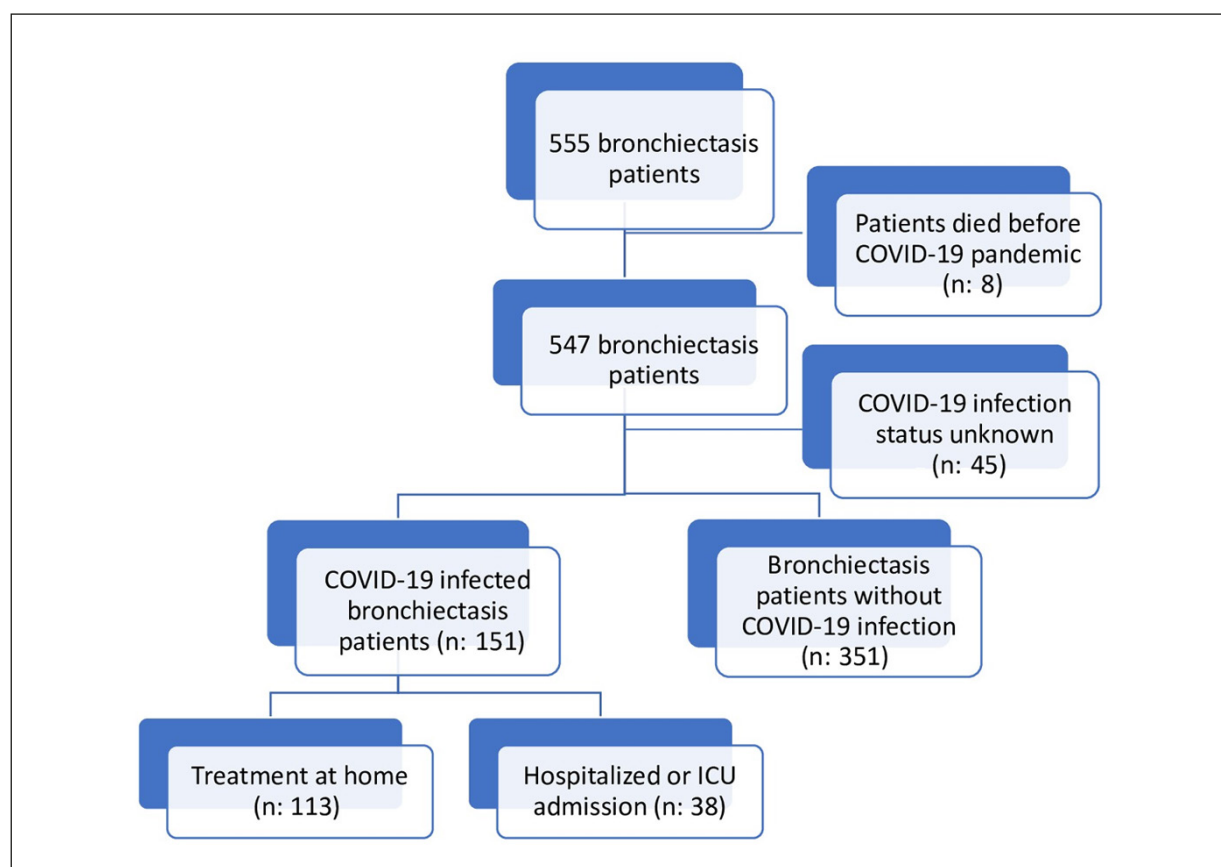 555 bronchiectasis
patients
Patients died before
COVID-19 pandemic
(n: 8)
547 bronchiectasis
patients
COVID-19 infection
status unknown
(n: 45)
COVID-19 infected
bronchiectasis
patients (n: 151)
Bronchiectasis
patients without
COVID-19 infection
(n: 351)
Treatment at home
(n: 113)
Hospitalized or ICU
admission (n: 38)